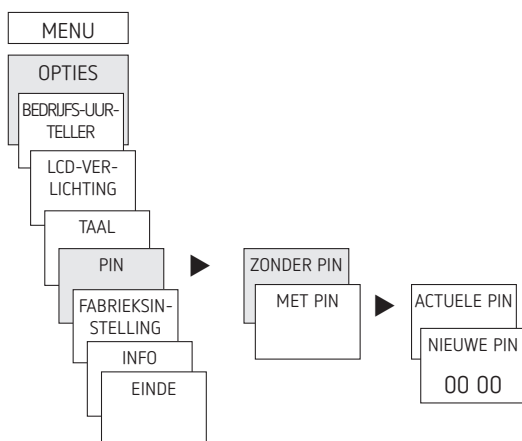 MENU
OPTIES
BEDRIJFS-UUR-
TELLER
LCD-VER-
LICHTING
TAAL
PIN
FABRIEKSIN-
STELLING
INFO
EINDE
ZONDER PIN
MET PIN
ACTUELE PIN
NIEUWE PIN
00 00